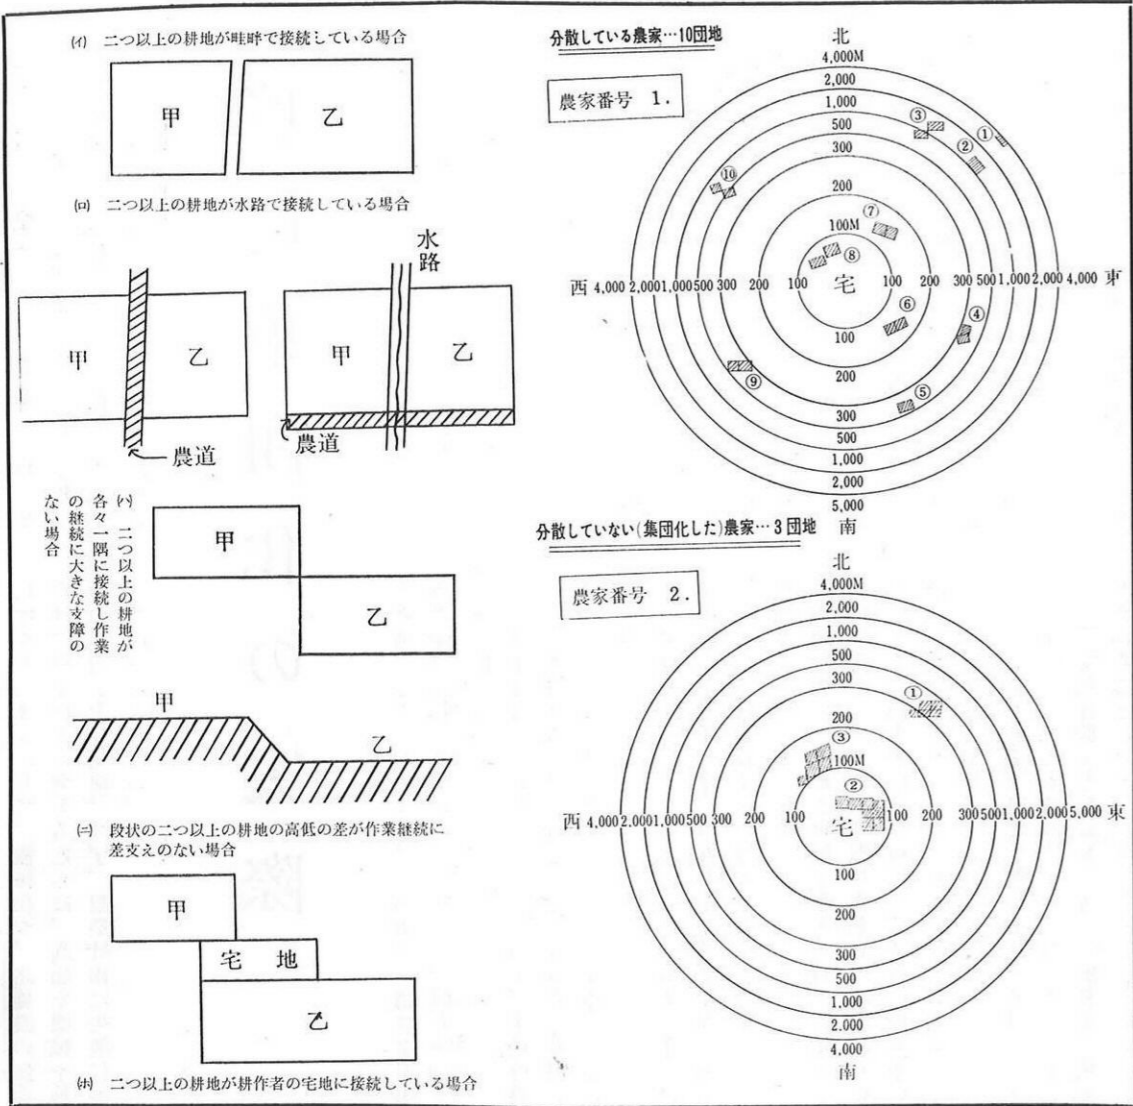 (イ) 二つ以上の耕地が畦畔で接続している場合
甲
乙
(ロ) 二つ以上の耕地が水路で接続している場合
甲
乙
農道
水路
甲
乙
農道
(ハ) 二つ以上の耕地が
各々一隅に接続し作業
の継続に大きな支障の
ない場合
甲
乙
甲
乙
(ニ) 段状の二つ以上の耕地の高低の差が作業継続に
差支えのない場合
甲
宅 地
乙
(ホ) 二つ以上の耕地が耕作者の宅地に接続している場合
分散している農家…10団地
農家番号 1.
北
4,000M
2,000
1,000
500
300
200
100M
③
①
②
⑩
⑦
⑧
西 4,000 2,000 1,000 500 300 200 100 宅 100 200 300 500 1,000 2,000 4,000 東
⑥
④
⑨
⑤
100
200
300
500
1,000
2,000
5,000
南
分散していない(集団化した)農家…3団地
農家番号 2.
北
4,000M
2,000
1,000
500
300
200
100M
①
③
②
西 4,000 2,000 1,000 500 300 200 100 宅 100 200 300 500 1,000 2,000 5,000 東
100
200
300
500
1,000
2.000
4,000
南